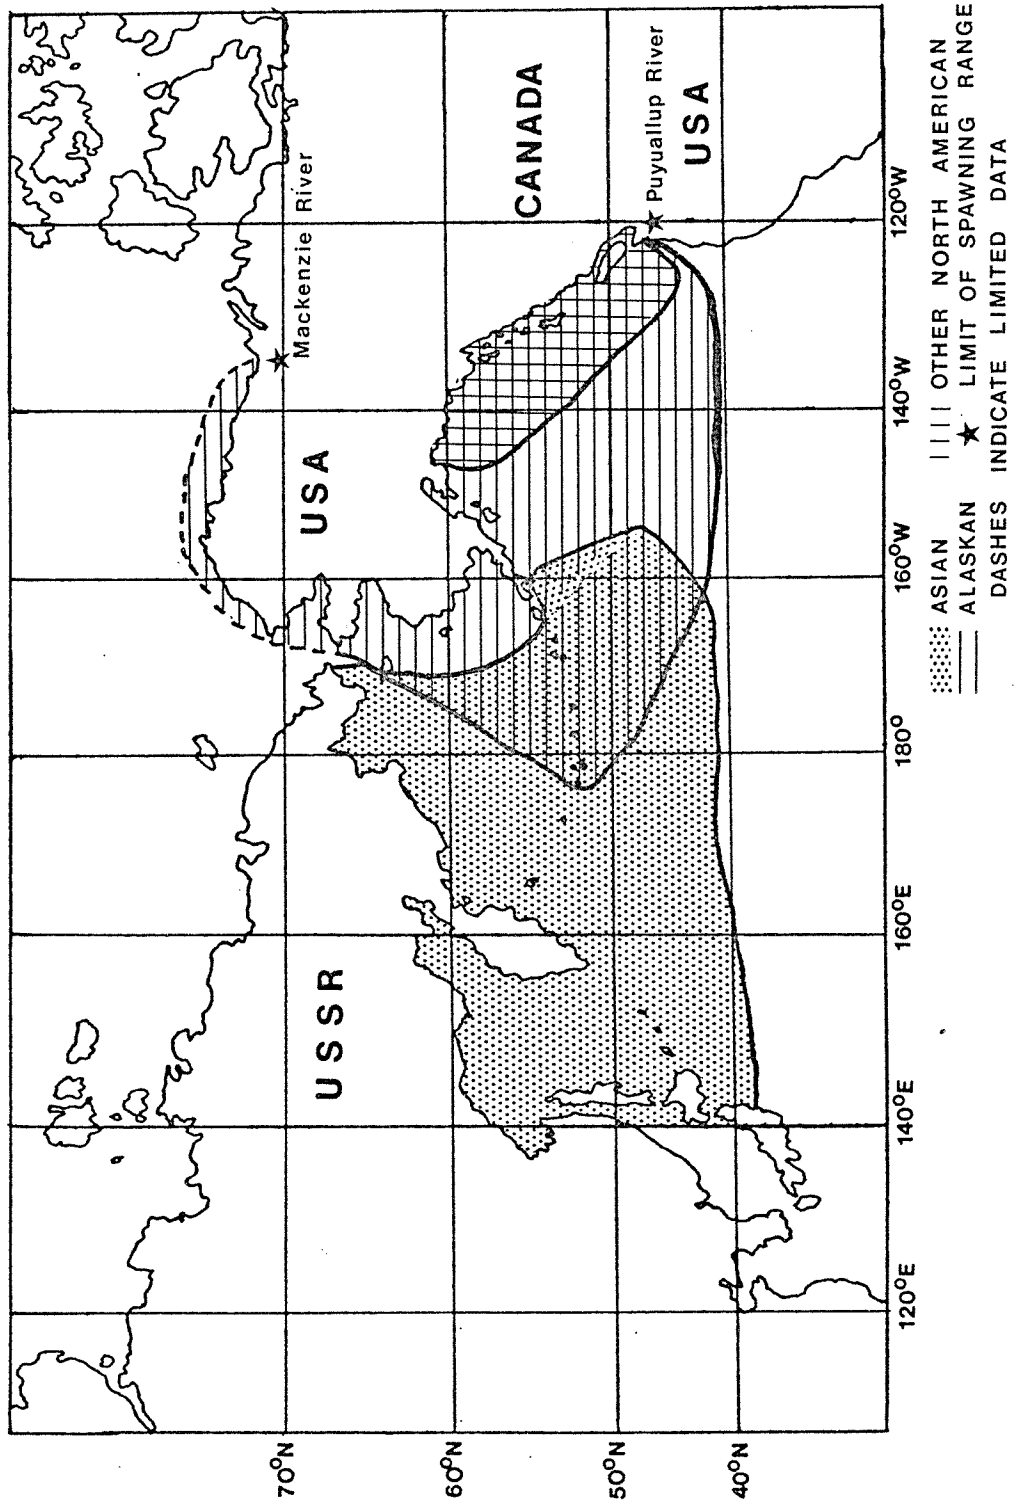 70°N
60°N
50°N
40°N
120°E
140°E
160°E
180°
160°W
140°W
120°W
USSR
USA
CANADA
USA
Mackenzie River
Puyuallup River
ASIAN
ALASKAN
OTHER NORTH AMERICAN
LIMIT OF SPAWNING RANGE
DASHES INDICATE LIMITED DATA